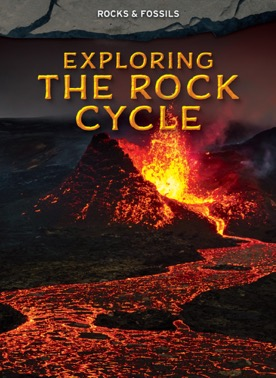 ROCKS & FOSSILS
EXPLORING
THE ROCK
CYCLE